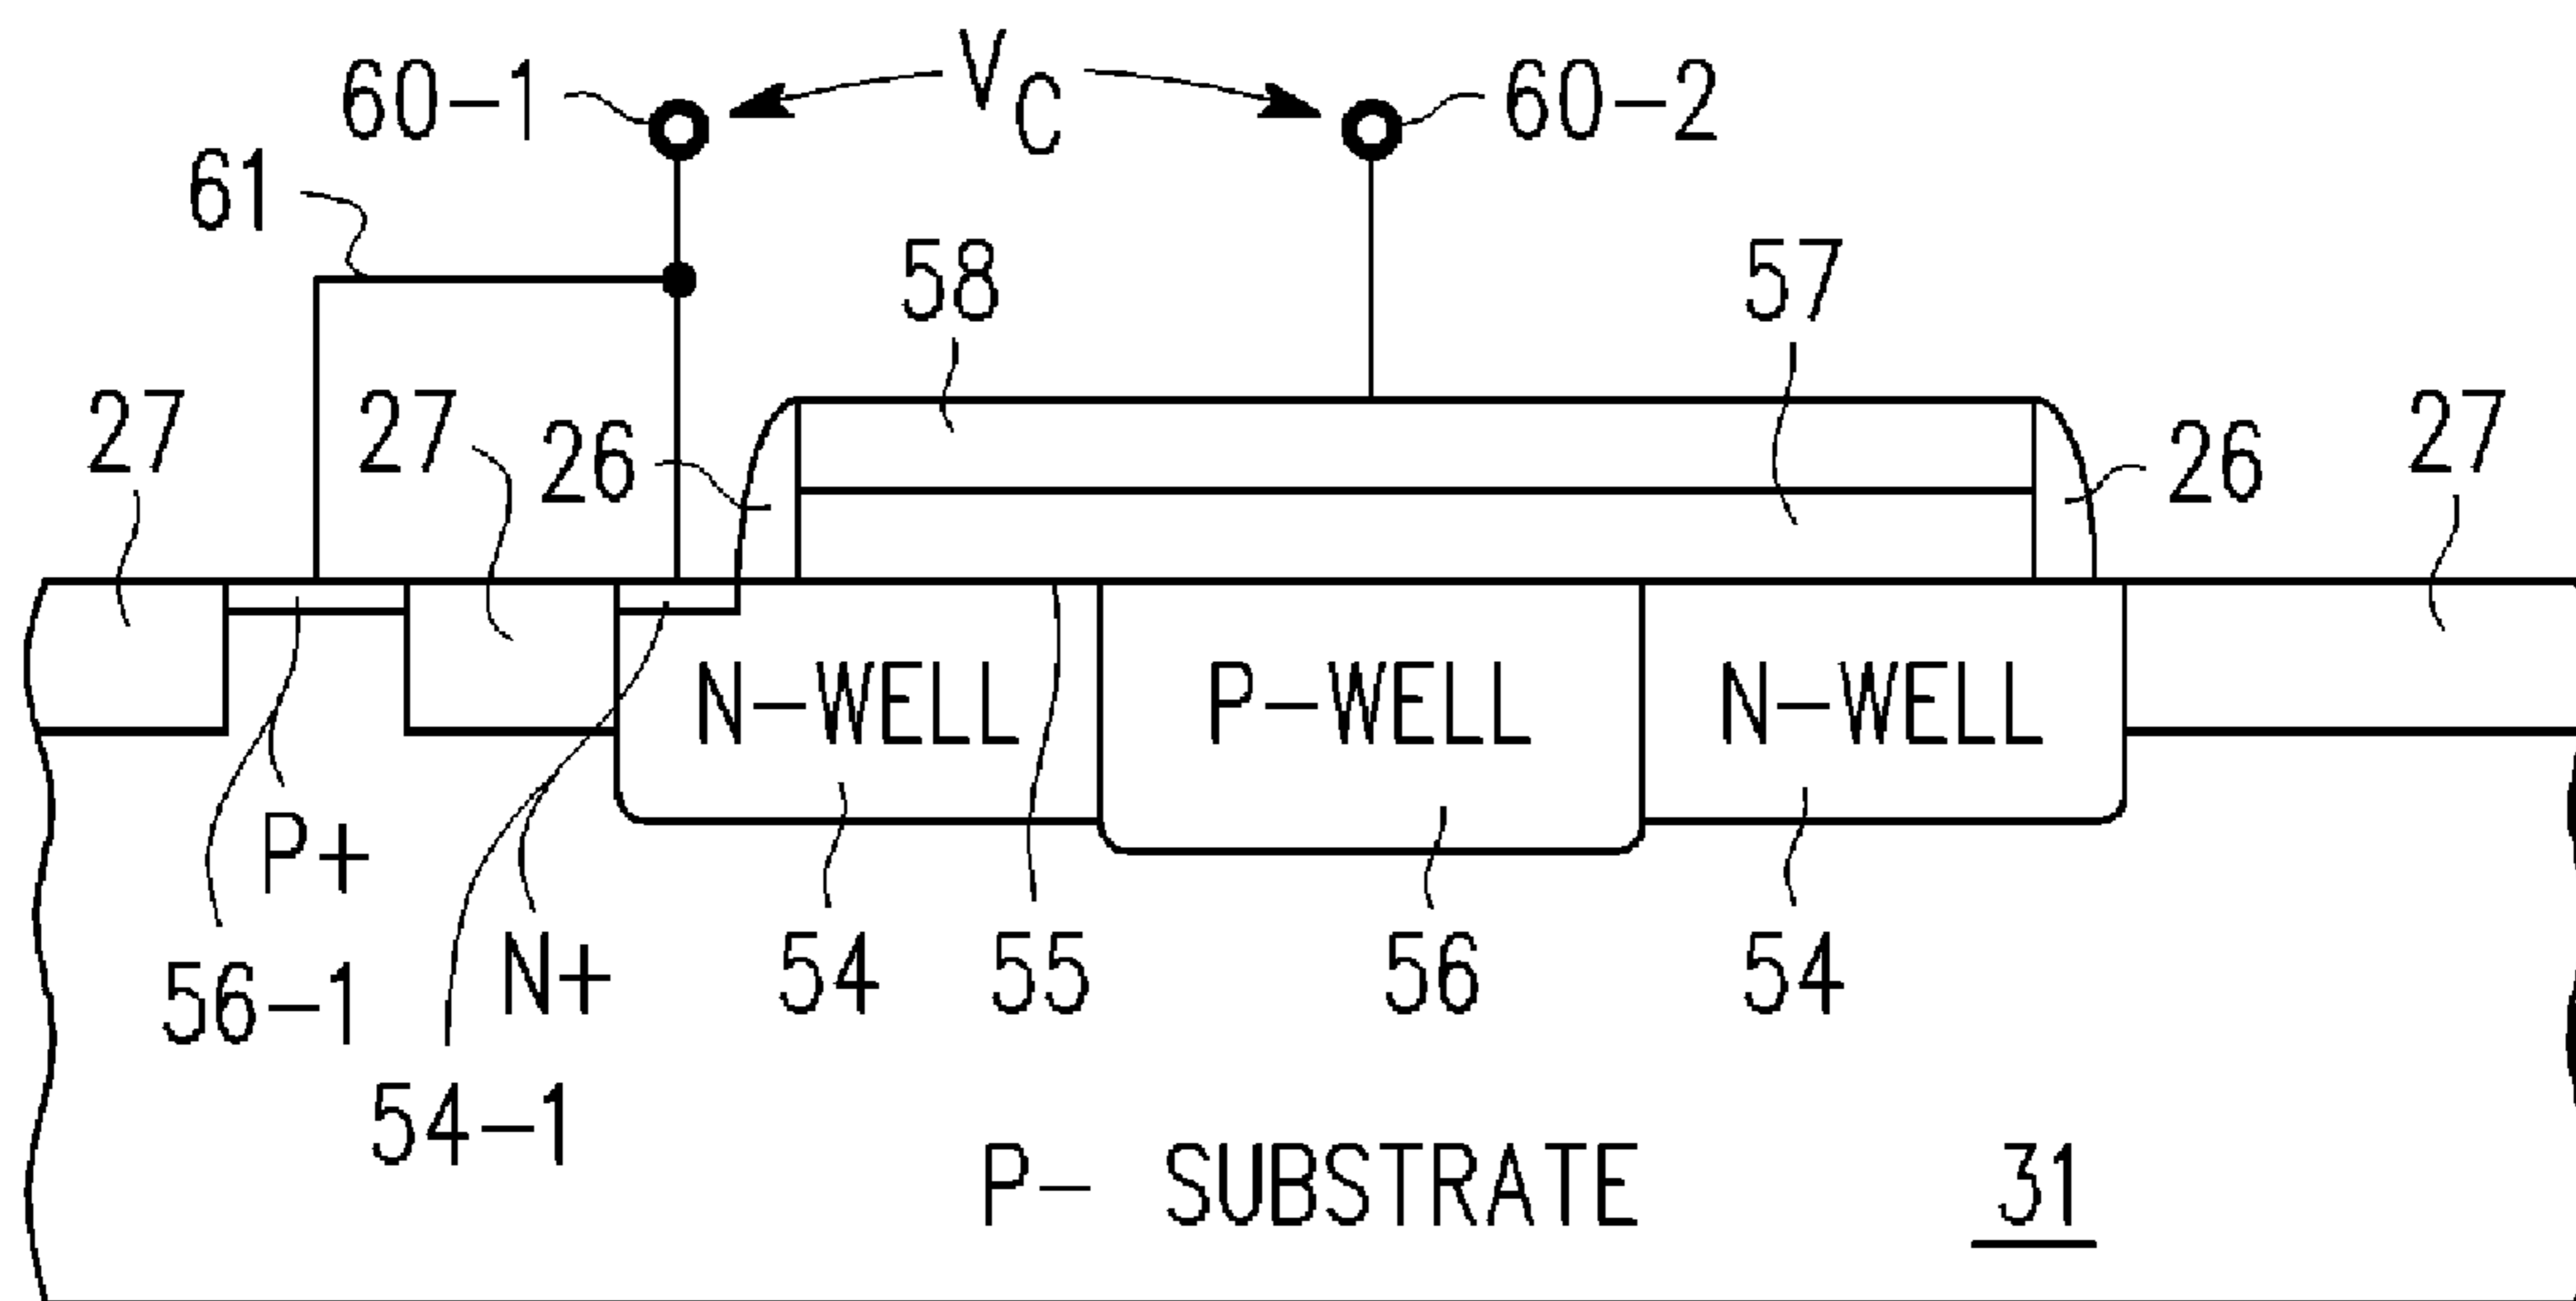 60-1
V_C
60-2
61
58
57
27
27
26
26
27
N-WELL
P-WELL
N-WELL
P+
56-1
N+
54
55
56
54
54-1
P- SUBSTRATE
31